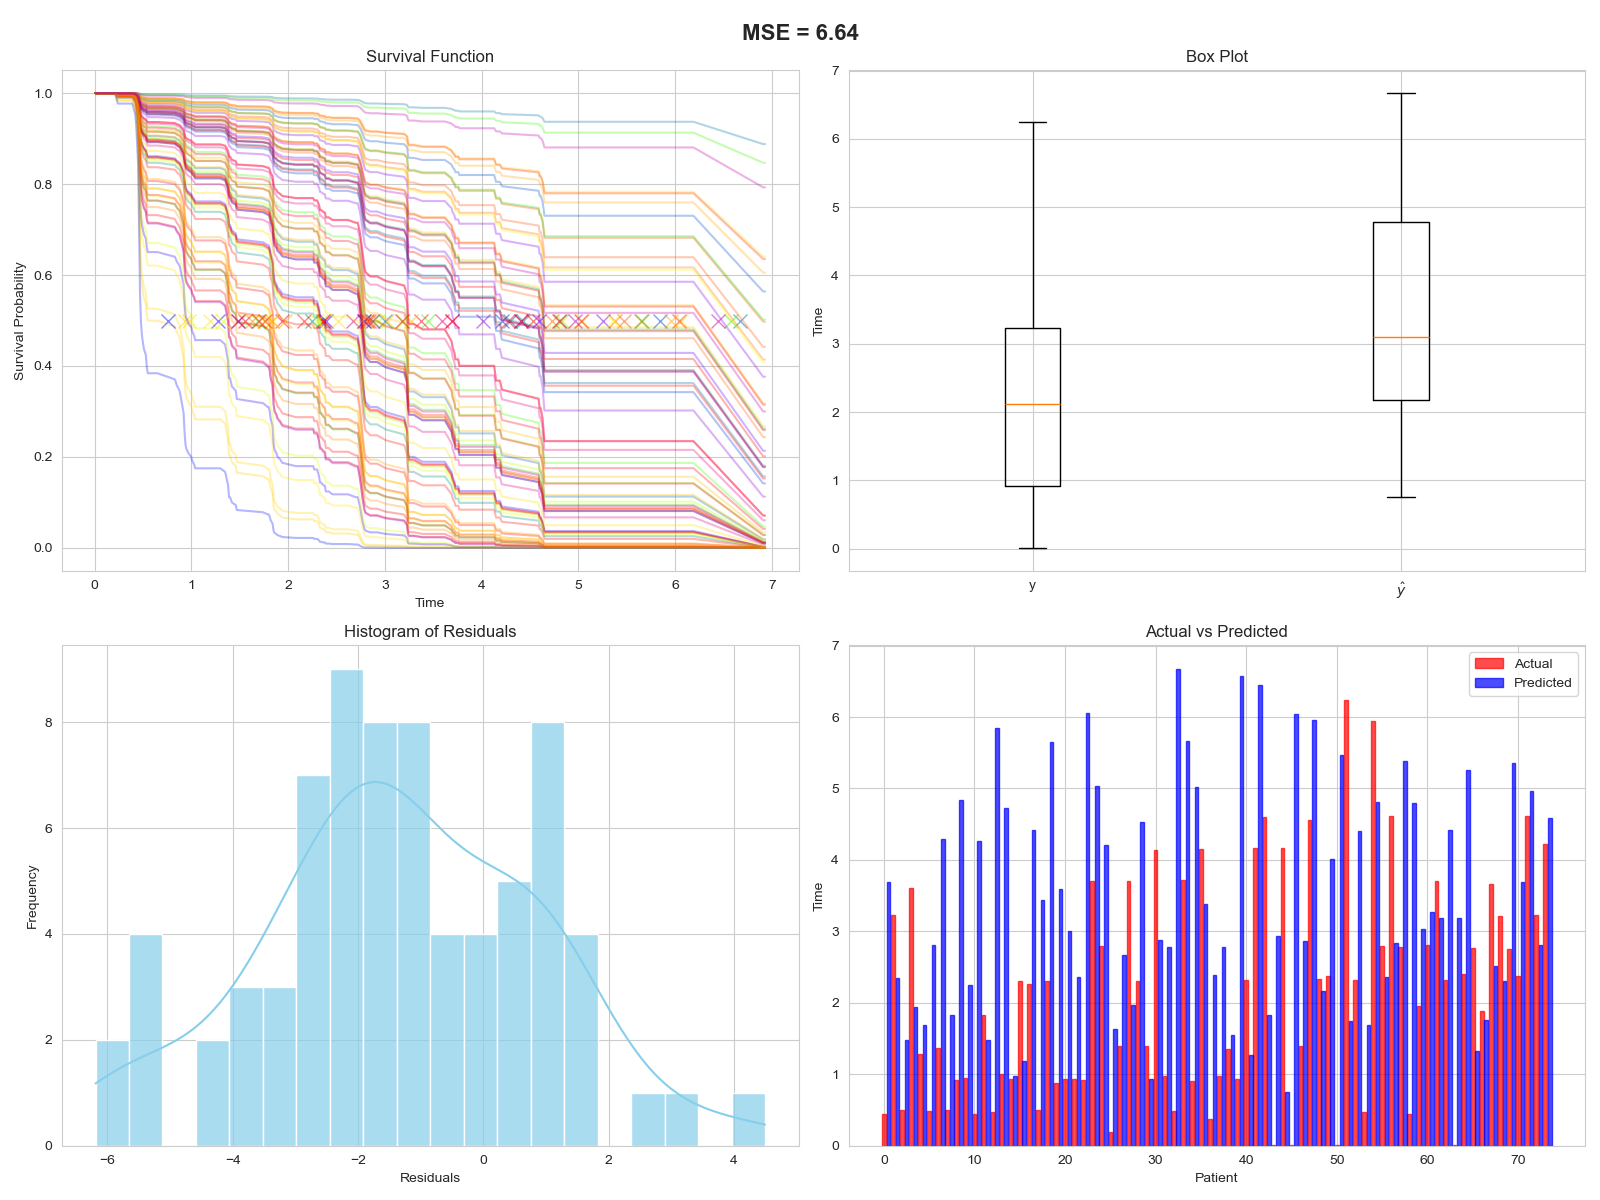 MSE = 6.64
Survival Function
Survival Probability
1.0
0.8
0.6
0.4
0.2
0.0
0 1 2 3 4 5 6 7
Time
Box Plot
Time
7
6
5
4
3
2
1
0
y ŷ
Histogram of Residuals
Frequency
8
6
4
2
0
−6 −4 −2 0 2 4
Residuals
Actual vs Predicted
Time
7
6
5
4
3
2
1
0
Actual
Predicted
0 10 20 30 40 50 60 70
Patient